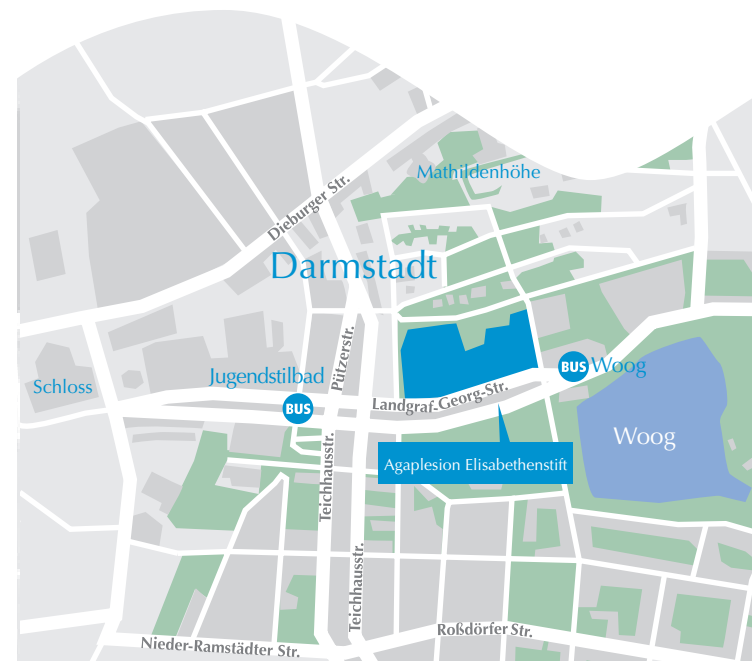 Mathildenhöhe
Dieburger Str.
Darmstadt
Pützerstr.
BUS Woog
Jugendstilbad
Schloss
BUS
Landgraf-Georg-Str.
Woog
Agaplesion Elisabethenstift
Teichhausstr.
Teichhausstr.
Roßdörfer Str.
Nieder-Ramstädter Str.